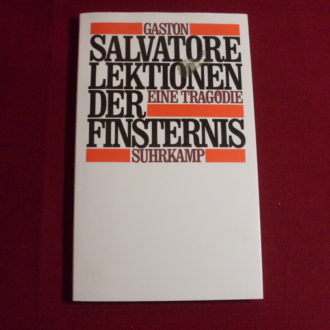 GASTON
SALVATORE
LEKTIONEN
DER EINE TRAGÖDIE
FINSTERNIS
SUHRKAMP